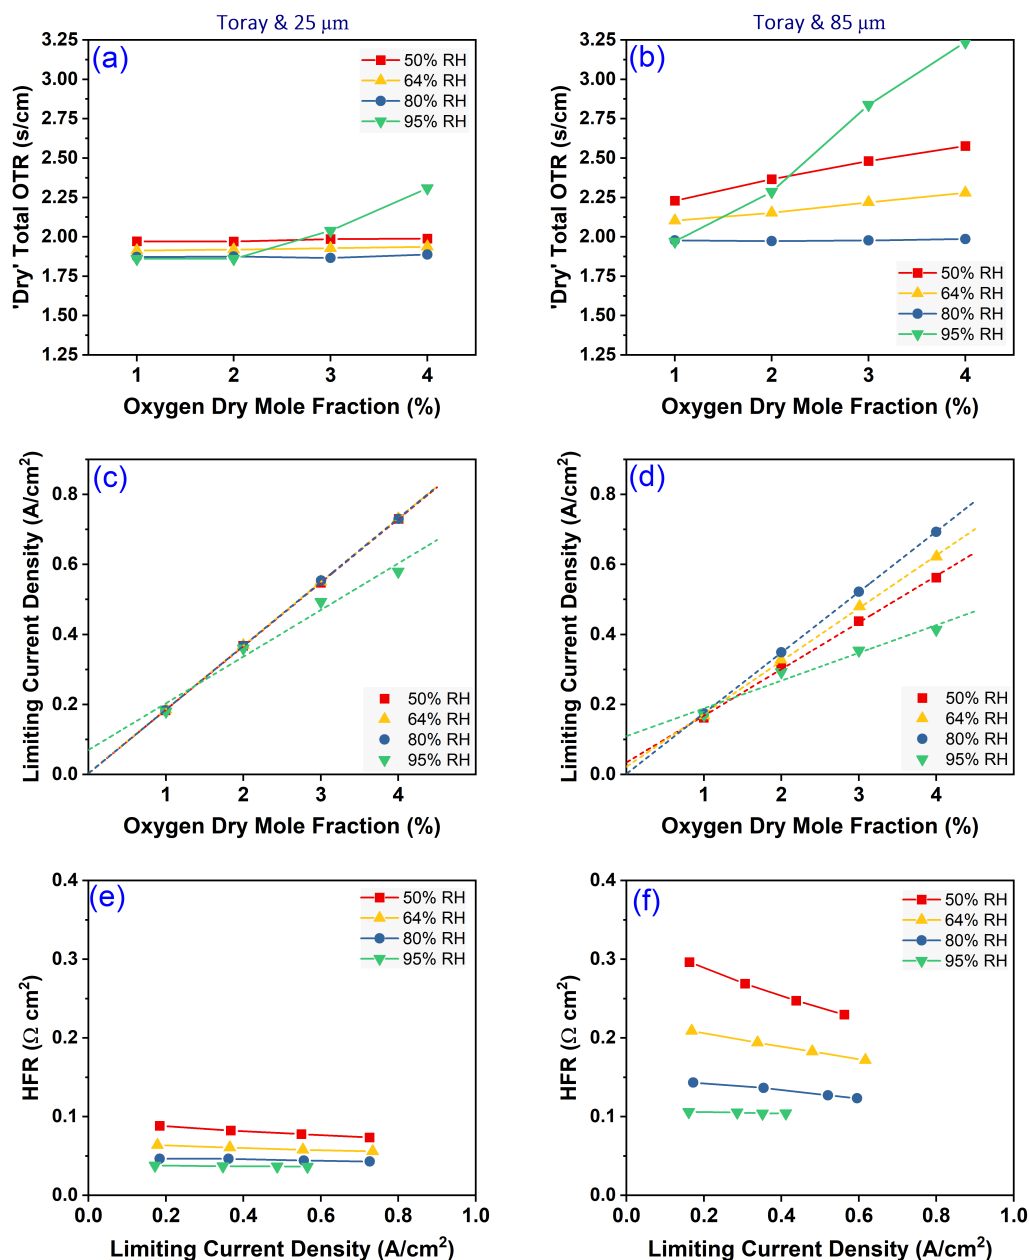 Toray & 25 μm
(a)
50% RH
64% RH
80% RH
95% RH
3.25
3.00
2.75
2.50
2.25
2.00
1.75
1.50
1.25
1 2 3 4
'Dry' Total OTR (s/cm)
Oxygen Dry Mole Fraction (%)
Toray & 85 μm
(b)
3.25
3.00
2.75
2.50
2.25
2.00
1.75
1.50
1.25
50% RH
64% RH
80% RH
95% RH
1 2 3 4
'Dry' Total OTR (s/cm)
Oxygen Dry Mole Fraction (%)
(c)
0.8
0.6
0.4
0.2
0.0
50% RH
64% RH
80% RH
95% RH
1 2 3 4
Limiting Current Density (A/cm²)
Oxygen Dry Mole Fraction (%)
(d)
0.8
0.6
0.4
0.2
0.0
50% RH
64% RH
80% RH
95% RH
1 2 3 4
Limiting Current Density (A/cm²)
Oxygen Dry Mole Fraction (%)
(e)
50% RH
64% RH
80% RH
95% RH
0.4
0.3
0.2
0.1
0.0
0.0 0.2 0.4 0.6 0.8 1.0
HFR (Ω cm²)
Limiting Current Density (A/cm²)
(f)
50% RH
64% RH
80% RH
95% RH
0.4
0.3
0.2
0.1
0.0
0.0 0.2 0.4 0.6 0.8 1.0
HFR (Ω cm²)
Limiting Current Density (A/cm²)